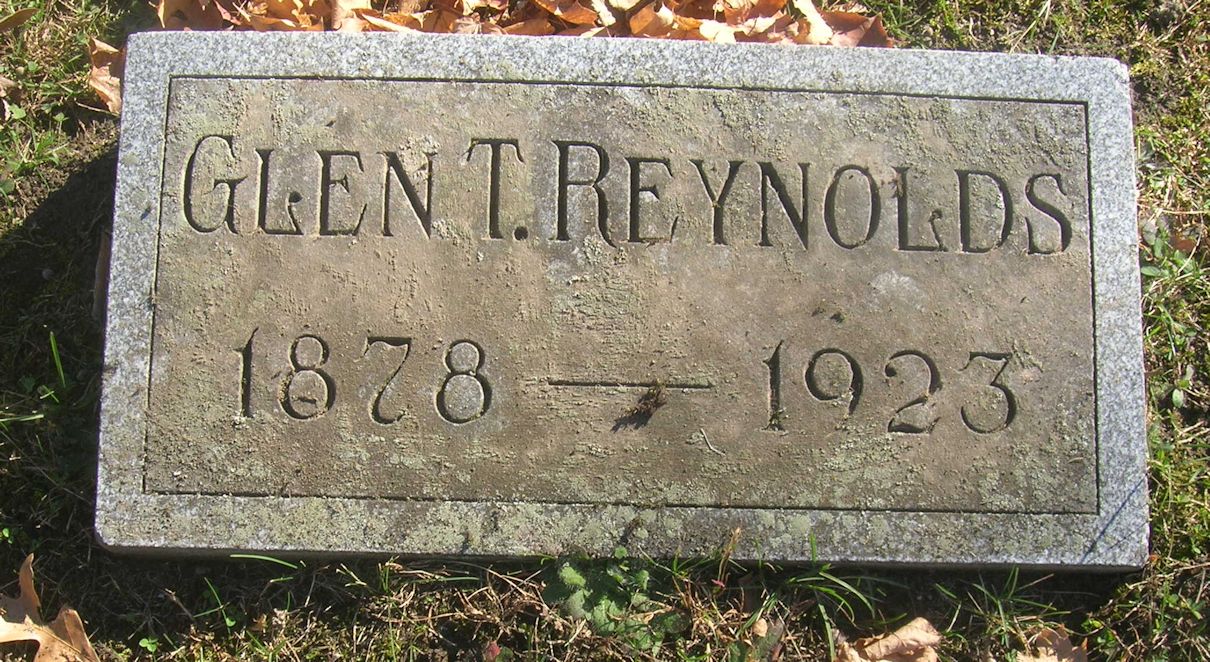 GLEN T. REYNOLDS
1878 — 1923